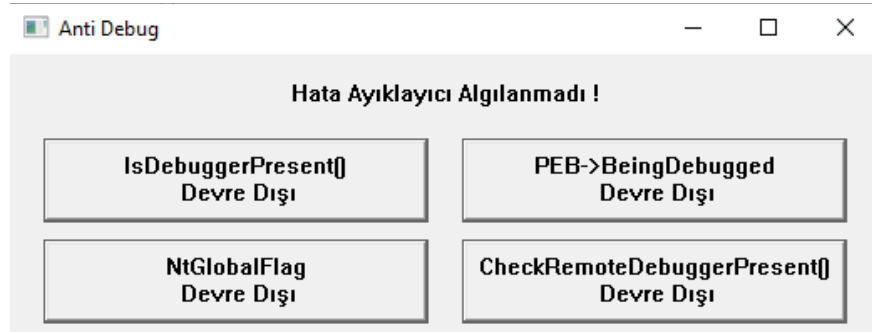 Anti Debug
Hata Ayıklayıcı Algılanmadı !
IsDebuggerPresent()
Devre Dışı
PEB->BeingDebugged
Devre Dışı
NtGlobalFlag
Devre Dışı
CheckRemoteDebuggerPresent()
Devre Dışı